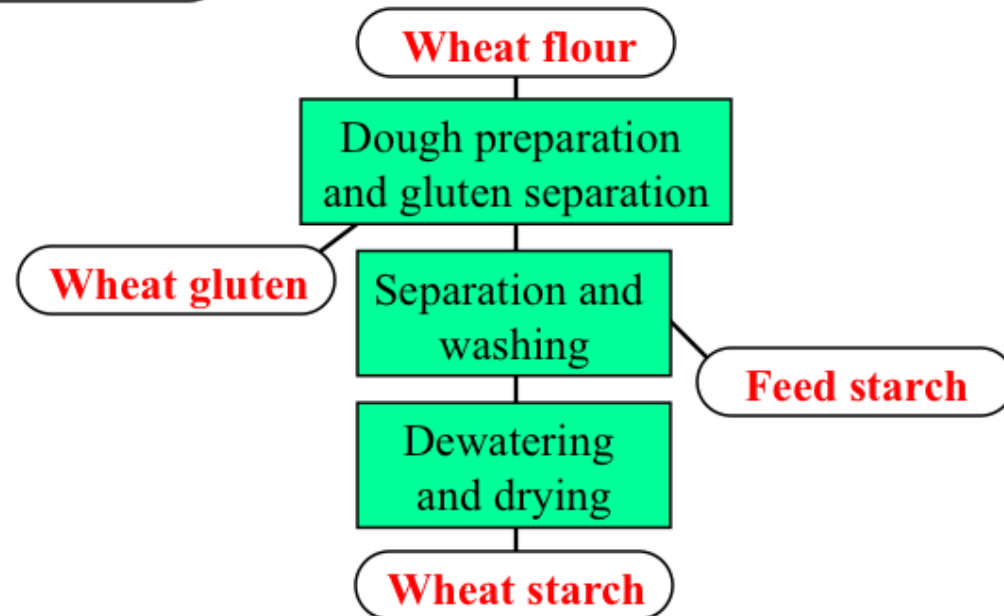 Wheat flour
Dough preparation
and gluten separation
Wheat gluten
Separation and
washing
Feed starch
Dewatering
and drying
Wheat starch